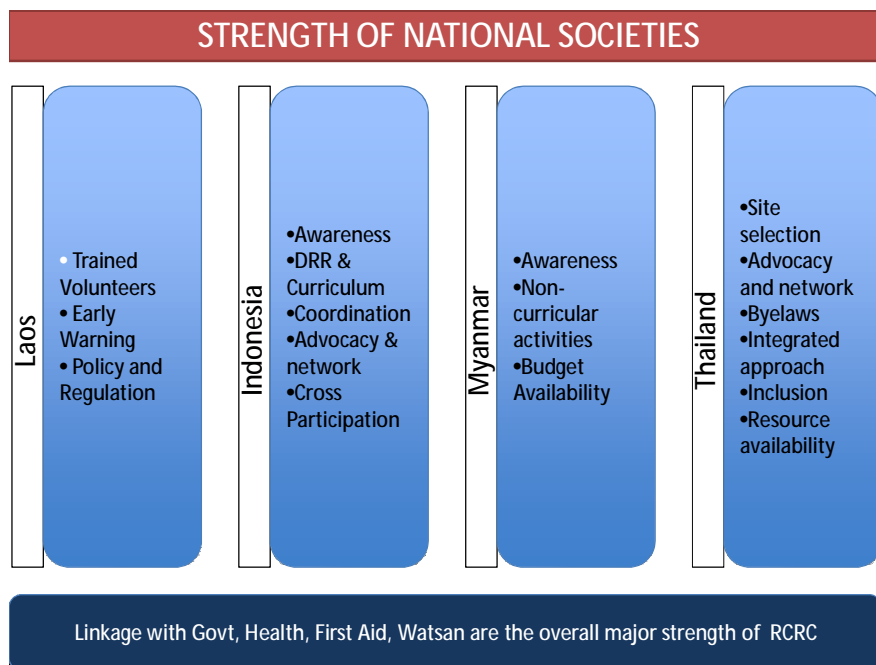 STRENGTH OF NATIONAL SOCIETIES
Laos
• Trained
Volunteers
• Early
Warning
• Policy and
Regulation
Indonesia
•Awareness
•DRR &
Curriculum
•Coordination
•Advocacy &
network
•Cross
Participation
Myanmar
•Awareness
•Non-
curricular
activities
•Budget
Availability
Thailand
•Site
selection
•Advocacy
and network
•Byelaws
•Integrated
approach
•Inclusion
•Resource
availability
Linkage with Govt, Health, First Aid, Watsan are the overall major strength of RCRC